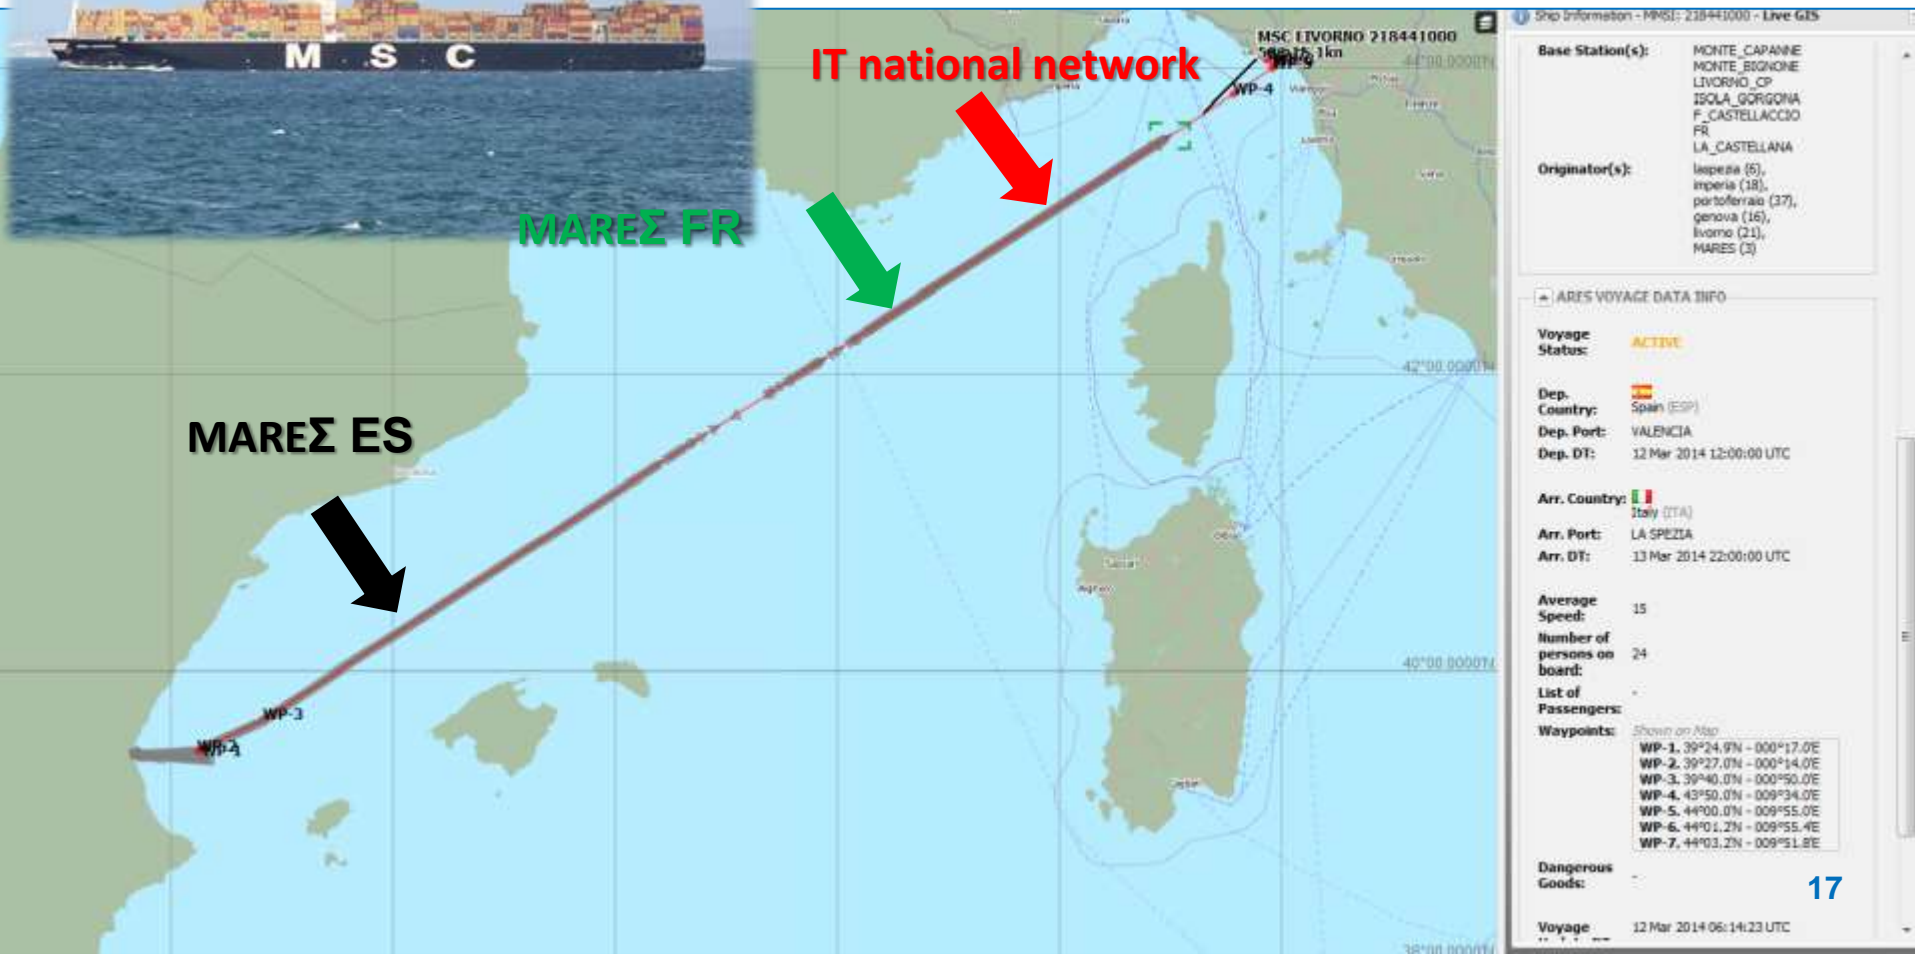 M S C
IT national network
MAREΣ FR
MAREΣ ES
MSC LIVORNO 218441000
WP-4
WP-3
42°00.0000'N
40°00.0000'N
38°00.0000'N
Ship Information - MMSI: 218441000 - Live GIS
Base Station(s): MONTE_CAPANNE
MONTE_BIGNONE
LIVORNO_CP
ISOLA_GORGONA
F_CASTELLACCIO
FR
LA_CASTELLANA
Originator(s): laspezia (6),
imperia (18),
portoferraio (37),
genova (16),
livorno (21),
MARES (3)
ARES VOYAGE DATA INFO
Voyage
Status: ACTIVE
Dep.
Country: Spain (ESP)
Dep. Port: VALENCIA
Dep. DT: 12 Mar 2014 12:00:00 UTC
Arr. Country:
Italy (ITA)
Arr. Port: LA SPEZIA
Arr. DT: 13 Mar 2014 22:00:00 UTC
Average
Speed: 15
Number of
persons on
board: 24
List of
Passengers: -
Waypoints: Shown on Map
WP-1. 39°24.9'N - 000°17.0'E
WP-2. 39°27.0'N - 000°14.0'E
WP-3. 39°40.0'N - 000°50.0'E
WP-4. 43°50.0'N - 009°34.0'E
WP-5. 44°00.0'N - 009°55.0'E
WP-6. 44°01.2'N - 009°55.4'E
WP-7. 44°03.2'N - 009°51.8'E
Dangerous
Goods: -
17
Voyage 12 Mar 2014 06:14:23 UTC